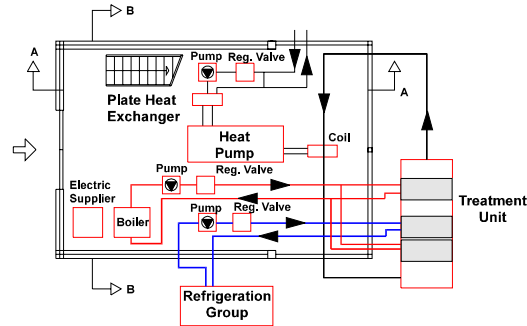 B
A
Pump
Reg. Valve
Plate Heat
Exchanger
A
Heat
Pump
Coil
Pump
Reg. Valve
Electric
Supplier
Boiler
Pump
Reg. Valve
Treatment
Unit
B
Refrigeration
Group